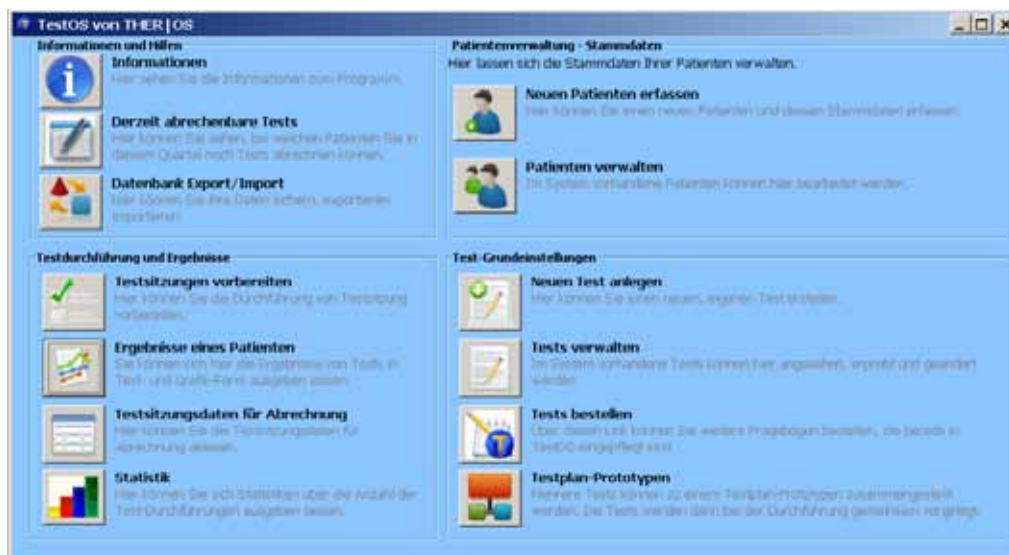 TestOS von THER|OS
Informationen und Hilfen
Informationen
Hier sehen Sie die Informationen zum Programm.
Derzeit abrechenbare Tests
Hier können Sie sehen, bei welchen Patienten Sie in
diesem Quartal noch Tests abrechnen können.
Datenbank Export/Import
Hier können Sie Ihre Daten sichern, exportieren
importieren
Patientenverwaltung - Stammdaten
Hier lassen sich die Stammdaten Ihrer Patienten verwalten.
Neuen Patienten erfassen
Hier können Sie einen neuen Patienten und dessen Stammdaten erfassen.
Patienten verwalten
Im System vorhandene Patienten können hier bearbeitet werden.
Testdurchführung und Ergebnisse
Testsitzungen vorbereiten
Hier können Sie die Durchführung von Testsitzung
vorbereiten.
Ergebnisse eines Patienten
Sie können sich hier die Ergebnisse von Tests in
Text- und Grafik-Form ausgeben lassen.
Testsitzungsdaten für Abrechnung
Hier können Sie die Testsitzungsdaten für
Abrechnung ablesen.
Statistik
Hier können Sie sich Statistiken über die Anzahl der
Test-Durchführungen ausgeben lassen.
Test-Grundeinstellungen
Neuen Test anlegen
Hier können Sie einen neuen, eigenen Test erstellen.
Tests verwalten
Im System vorhandene Tests können hier angesehen, erprobt und geändert
werden.
Tests bestellen
Über diesen Link können Sie weitere Fragebögen bestellen, die bereits in
TestOS eingepflegt sind.
Testplan-Prototypen
Mehrere Tests können zu einem Testplan-Prototypen zusammengestellt
werden. Die Tests werden dann bei der Durchführung gemeinsam vorgelegt.